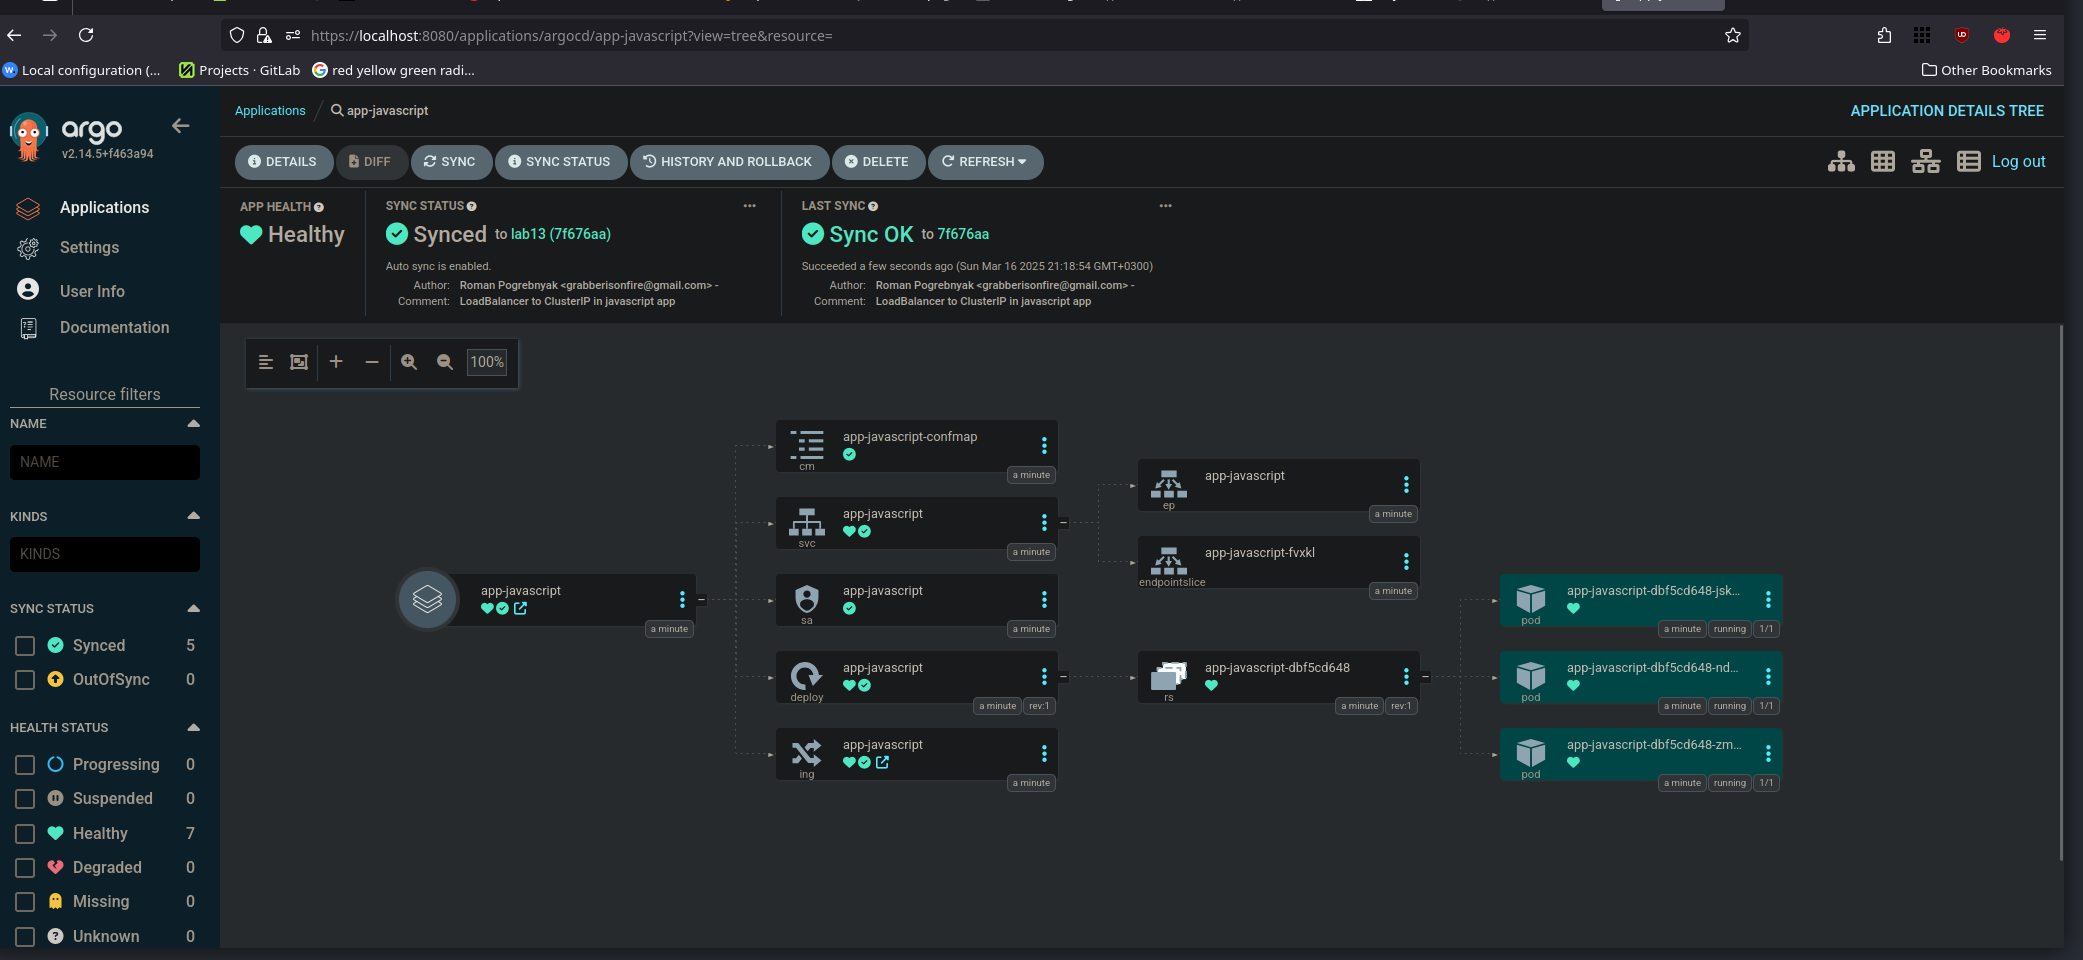 https://localhost:8080/applications/argocd/app-javascript?view=tree&resource=
Local configuration (...
Projects · GitLab
red yellow green radi...
Other Bookmarks
argo
v2.14.5+f463a94
Applications
Settings
User Info
Documentation
Resource filters
NAME
NAME
KINDS
KINDS
SYNC STATUS
Synced 5
OutOfSync 0
HEALTH STATUS
Progressing 0
Suspended 0
Healthy 7
Degraded 0
Missing 0
Unknown 0
Applications / app-javascript
APPLICATION DETAILS TREE
DETAILS
DIFF
SYNC
SYNC STATUS
HISTORY AND ROLLBACK
DELETE
REFRESH
Log out
APP HEALTH
Healthy
SYNC STATUS
Synced to lab13 (7f676aa)
Auto sync is enabled.
Author: Roman Pogrebnyak <grabberisonfire@gmail.com> -
Comment: LoadBalancer to ClusterIP in javascript app
LAST SYNC
Sync OK to 7f676aa
Succeeded a few seconds ago (Sun Mar 16 2025 21:18:54 GMT+0300)
Author: Roman Pogrebnyak <grabberisonfire@gmail.com> -
Comment: LoadBalancer to ClusterIP in javascript app
100%
app-javascript
a minute
app-javascript-confmap
cm
a minute
app-javascript
svc
a minute
app-javascript
sa
a minute
app-javascript
deploy
a minute rev:1
app-javascript
ing
a minute
app-javascript
ep
a minute
app-javascript-fvxkl
endpointslice
a minute
app-javascript-dbf5cd648
rs
a minute rev:1
app-javascript-dbf5cd648-jsk...
pod
a minute running 1/1
app-javascript-dbf5cd648-nd...
pod
a minute running 1/1
app-javascript-dbf5cd648-zm...
pod
a minute running 1/1